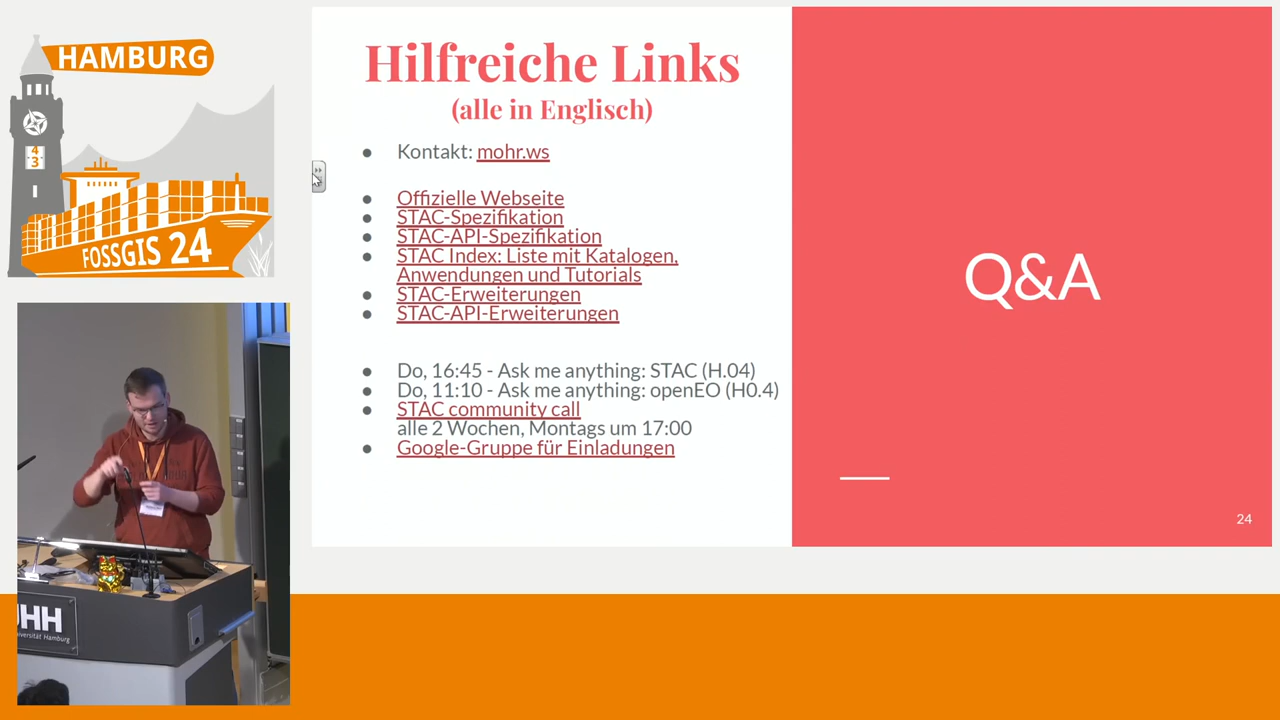 HAMBURG
4
3
FOSSGIS 24
Hilfreiche Links
(alle in Englisch)
Kontakt: mohr.ws
Offizielle Webseite
STAC-Spezifikation
STAC-API-Spezifikation
STAC Index: Liste mit Katalogen,
Anwendungen und Tutorials
STAC-Erweiterungen
STAC-API-Erweiterungen
Do, 16:45 - Ask me anything: STAC (H.04)
Do, 11:10 - Ask me anything: openEO (H0.4)
STAC community call
alle 2 Wochen, Montags um 17:00
Google-Gruppe für Einladungen
Q&A
24
UHH
Universität Hamburg